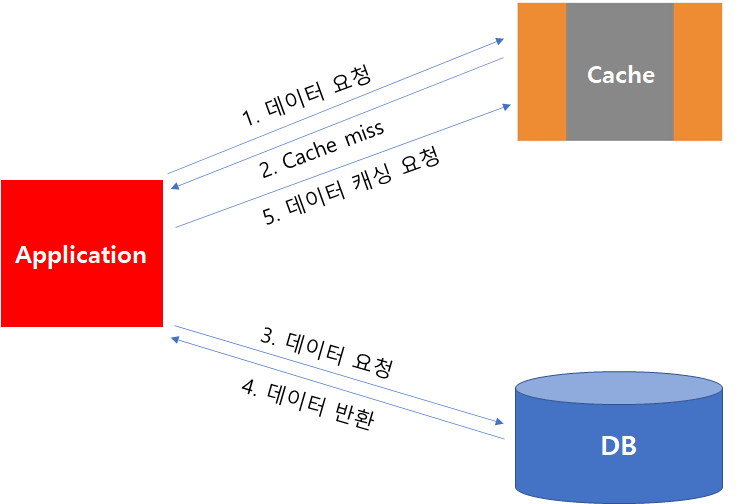 1. 데이터 요청
Cache
2. Cache miss
5. 데이터 캐싱 요청
Application
3. 데이터 요청
4. 데이터 반환
DB